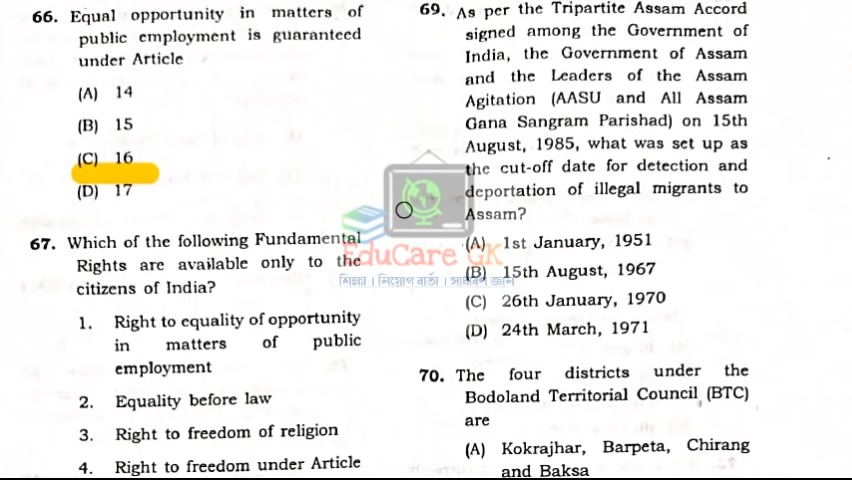 66. Equal opportunity in matters of
public employment is guaranteed
under Article
(A) 14
(B) 15
(C) 16
(D) 17
67. Which of the following Fundamental
Rights are available only to the
citizens of India?
1. Right to equality of opportunity
in matters of public
employment
2. Equality before law
3. Right to freedom of religion
4. Right to freedom under Article
69. As per the Tripartite Assam Accord
signed among the Government of
India, the Government of Assam
and the Leaders of the Assam
Agitation (AASU and All Assam
Gana Sangram Parishad) on 15th
August, 1985, what was set up as
the cut-off date for detection and
deportation of illegal migrants to
Assam?
(A) 1st January, 1951
(B) 15th August, 1967
(C) 26th January, 1970
(D) 24th March, 1971
70. The four districts under the
Bodoland Territorial Council (BTC)
are
(A) Kokrajhar, Barpeta, Chirang
and Baksa
EduCare GK
শিক্ষা । নিয়োগ বার্তা । সাধাৰণ জ্ঞান